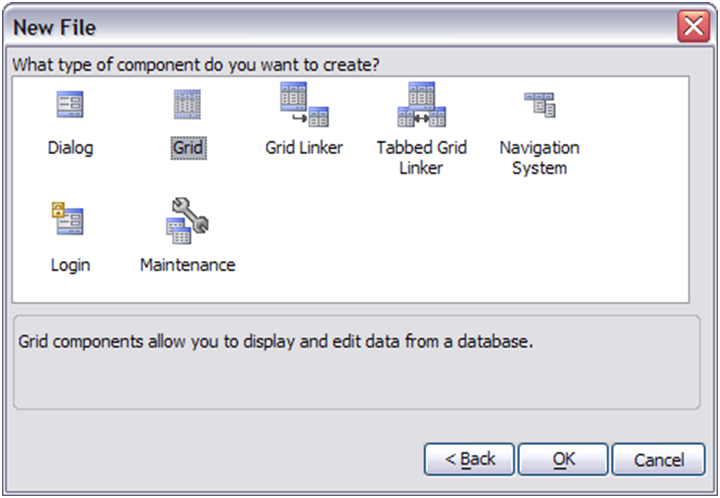 New File
What type of component do you want to create?
Dialog
Grid
Grid Linker
Tabbed Grid
Linker
Navigation
System
Login
Maintenance
Grid components allow you to display and edit data from a database.
< Back
OK
Cancel